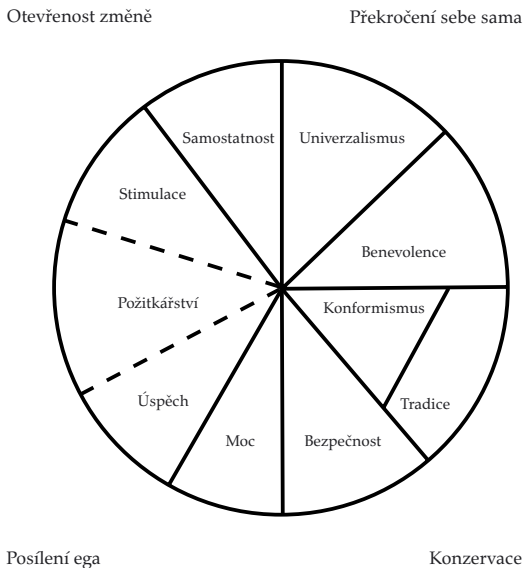 Otevřenost změně
Překročení sebe sama
Samostatnost
Univerzalismus
Stimulace
Benevolence
Požitkářství
Konformismus
Úspěch
Tradice
Moc
Bezpečnost
Posílení ega
Konzervace